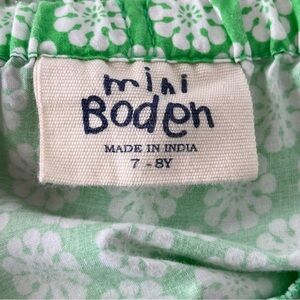 mini
Boden
MADE IN INDIA
7 - 8Y